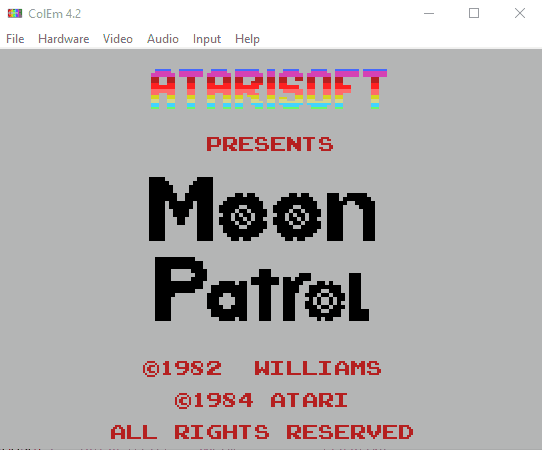 ColEm 4.2
File Hardware Video Audio Input Help
ATARISOFT
PRESENTS
Moon
Patrol
©1982 WILLIAMS
©1984 ATARI
ALL RIGHTS RESERVED